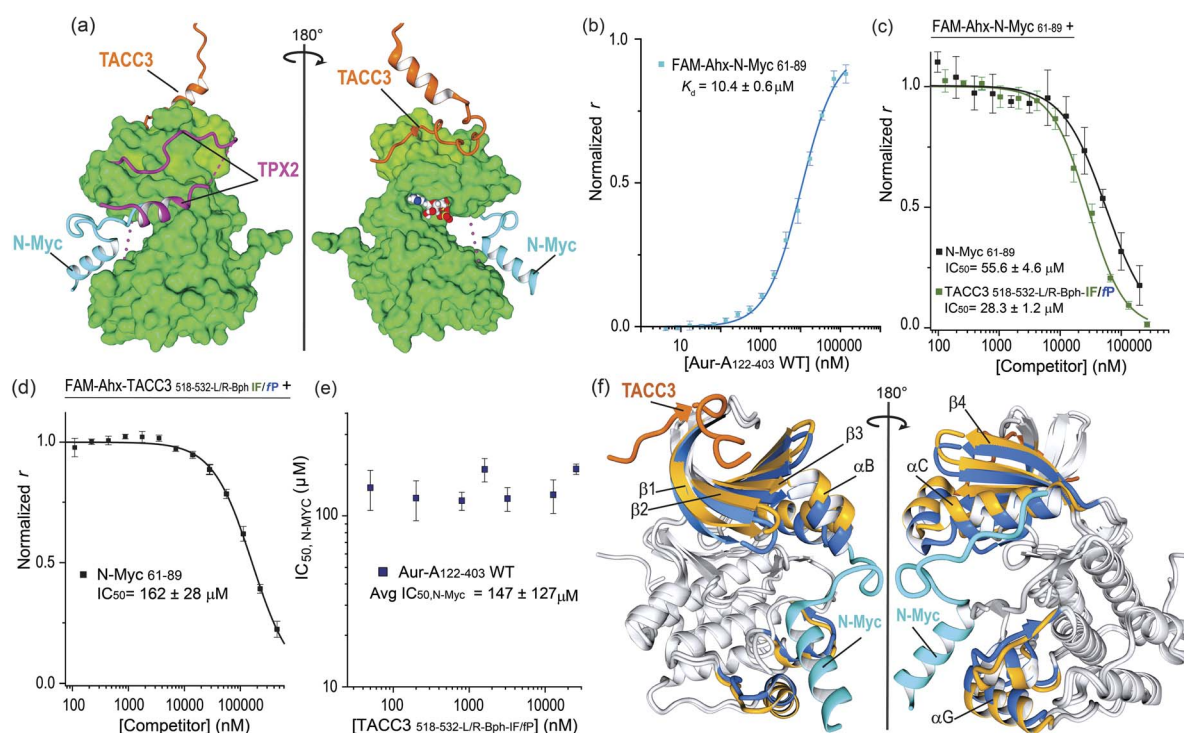 (a)
180°
TACC3
TACC3
TPX2
N-Myc
N-Myc
(b)
FAM-Ahx-N-Myc 61-89
Kd = 10.4 ± 0.6 µM
Normalized r
1.0
0.5
0.0
10
1000
100000
[Aur-A122-403 WT] (nM)
(c)
FAM-Ahx-N-Myc 61-89 +
Normalized r
1.0
0.5
0.0
N-Myc 61-89
IC50= 55.6 ± 4.6 µM
TACC3 518-532-L/R-Bph-IF/fP
IC50= 28.3 ± 1.2 µM
100
1000
10000
100000
[Competitor] (nM)
(d)
FAM-Ahx-TACC3 518-532-L/R-Bph IF/fP +
Normalized r
1.0
0.5
0.0
N-Myc 61-89
IC50= 162 ± 28 µM
100
1000
10000
100000
[Competitor] (nM)
(e)
IC50, N-MYC (µM)
100
10
Aur-A122-403 WT
Avg IC50,N-Myc = 147 ± 127µM
100
1000
10000
[TACC3 518-532-L/R-Bph-IF/fP] (nM)
(f)
180°
TACC3
β4
β3
αB
αC
β1
β2
N-Myc
N-Myc
αG